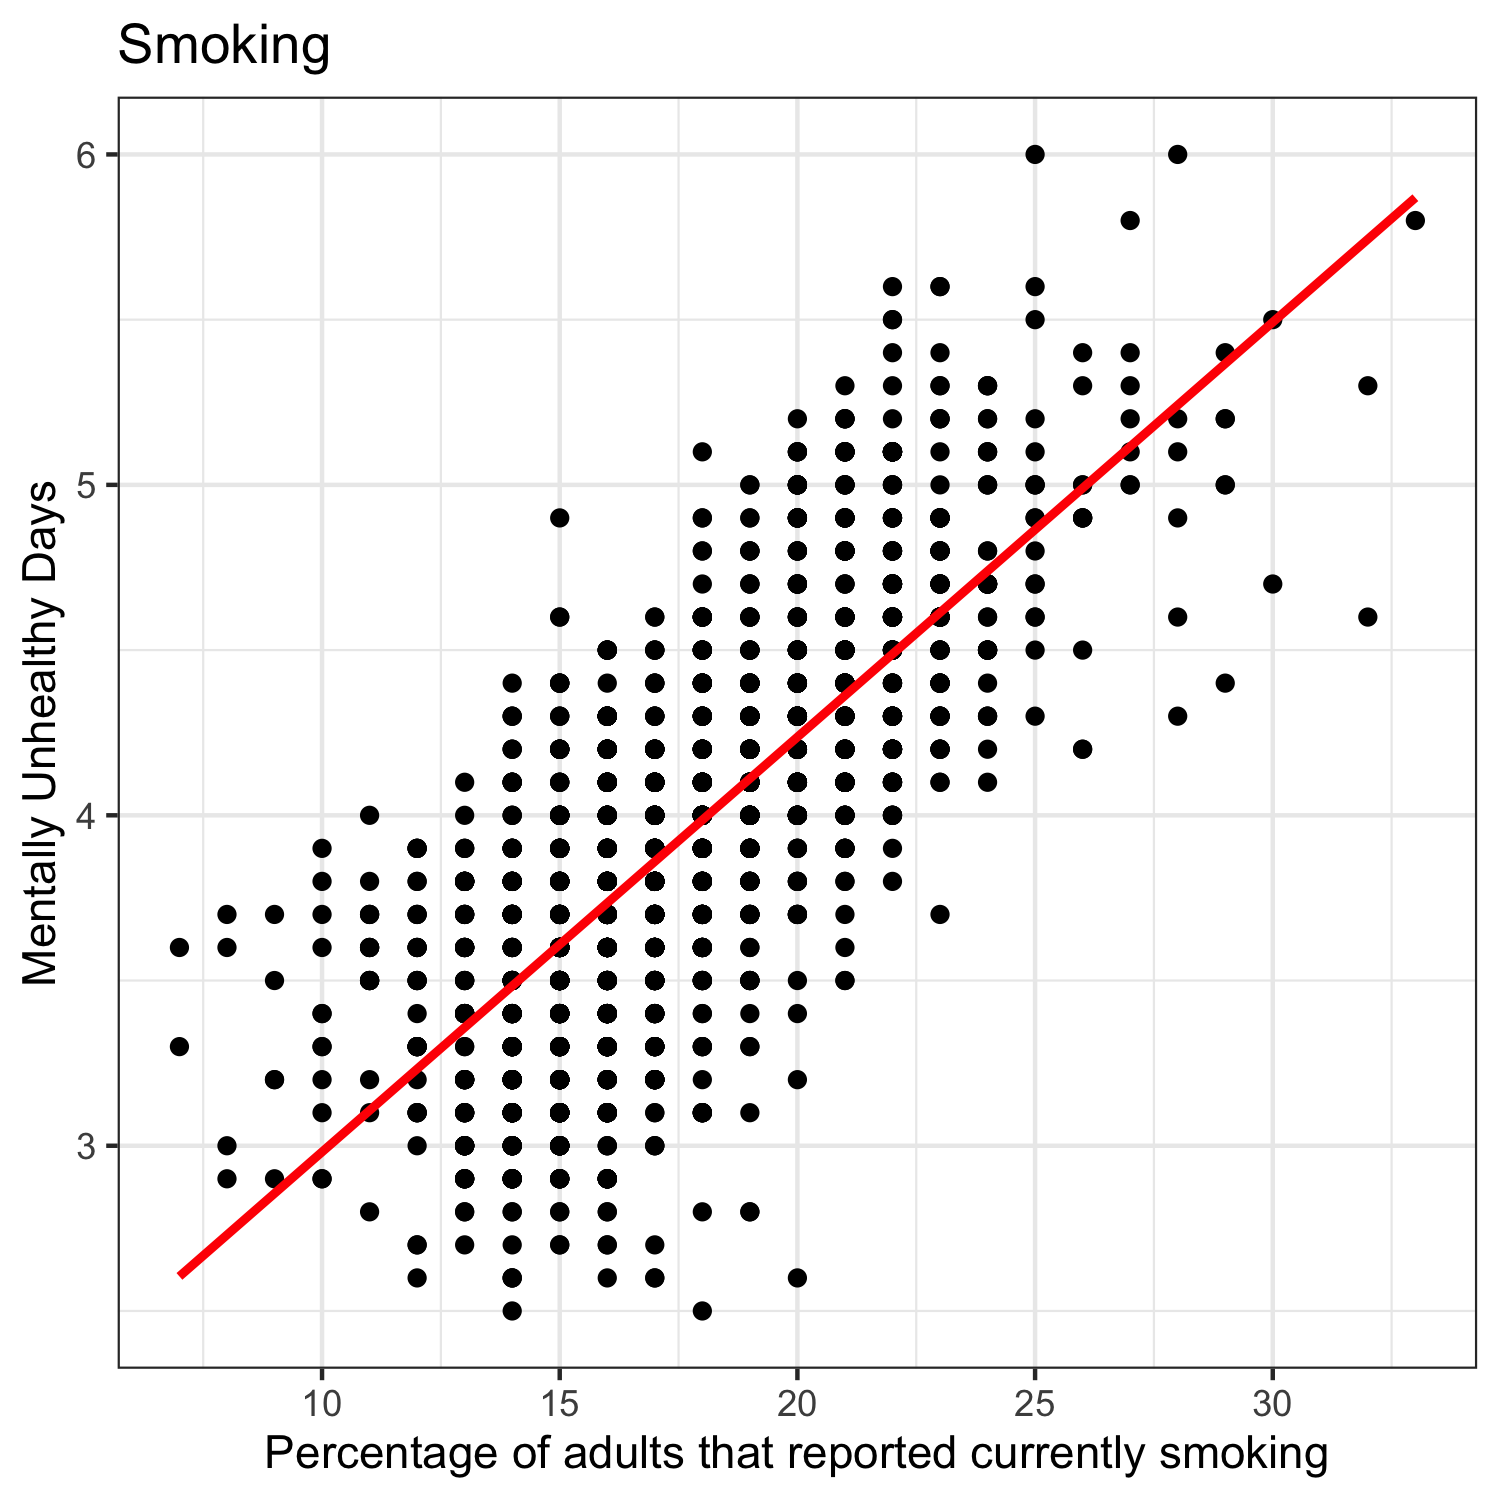 Smoking
6
5
4
3
Mentally Unhealthy Days
10 15 20 25 30
Percentage of adults that reported currently smoking